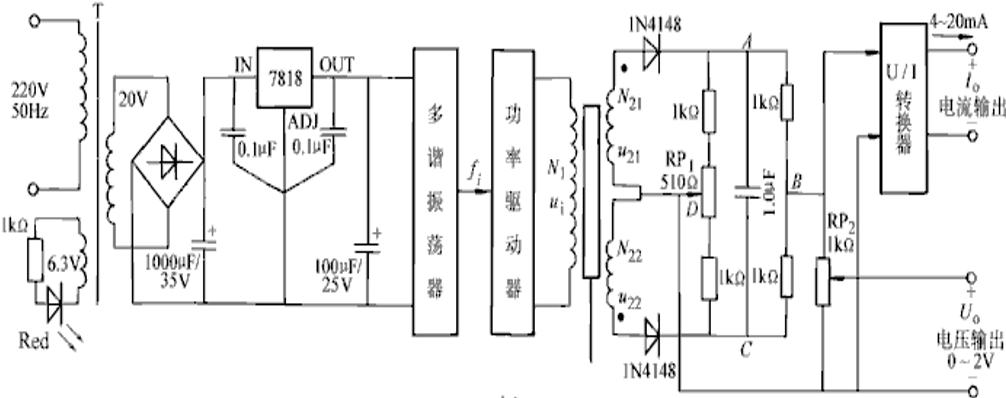 T
220V
50Hz
20V
1kΩ
6.3V
Red
1000μF/
35V
IN
7818
OUT
ADJ
0.1μF
0.1μF
100μF/
25V
多谐振荡器
fi
功率驱动器
N1
ui
1N4148
N21
u21
N22
u22
1N4148
1kΩ
RP1
510Ω
D
1kΩ
A
1kΩ
1.0μF
B
1kΩ
C
RP2
1kΩ
U/I
转换器
4~20mA
+
Io
电流输出
−
+
Uo
电压输出
0~2V
−